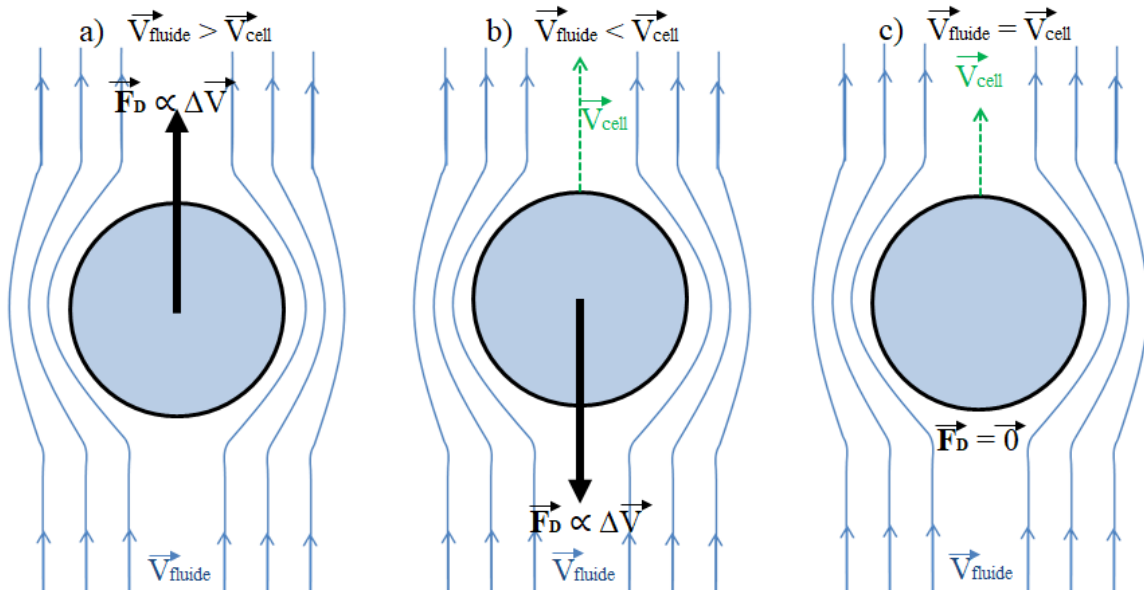 a) V⃗fluide > V⃗cell
F⃗D ∝ ΔV⃗
V⃗fluide
b) V⃗fluide < V⃗cell
V⃗cell
F⃗D ∝ ΔV⃗
V⃗fluide
c) V⃗fluide = V⃗cell
V⃗cell
F⃗D = 0⃗
V⃗fluide